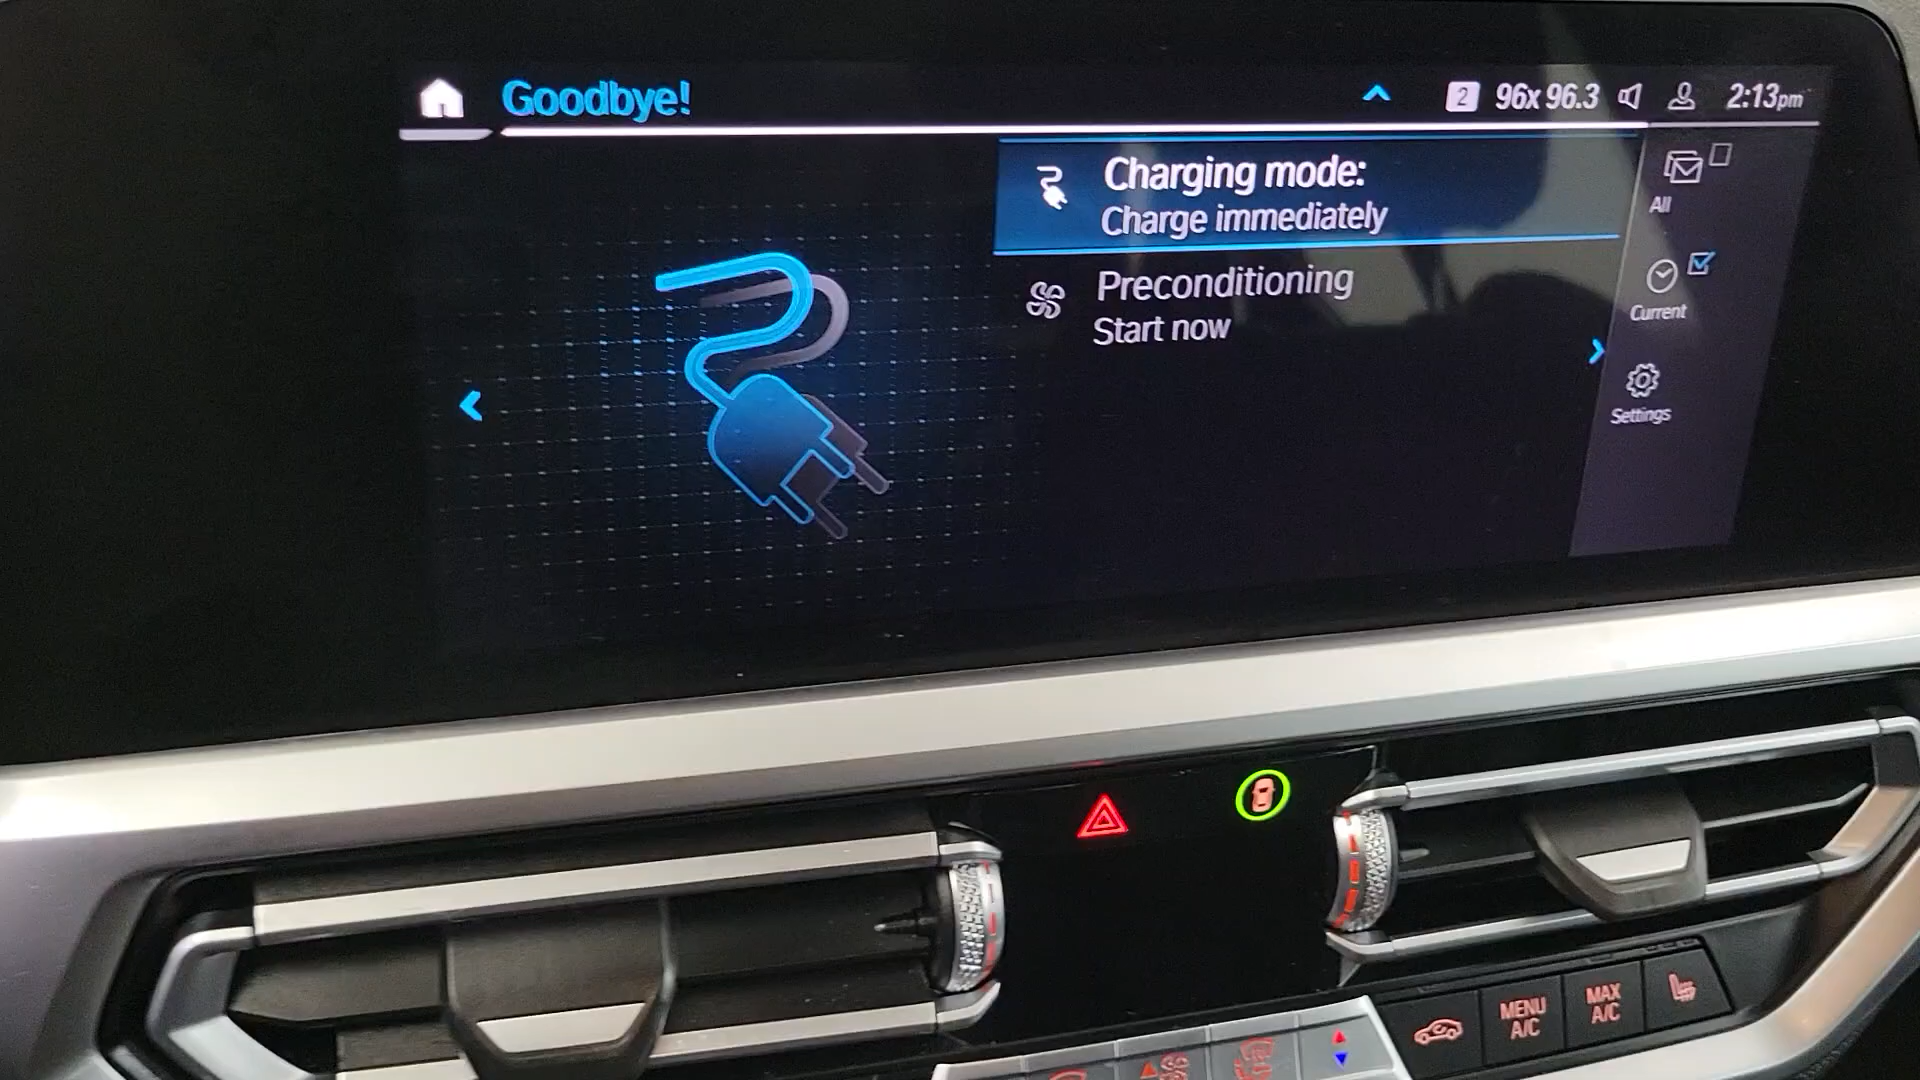 Goodbye!
2 96x 96.3 2:13pm
Charging mode:
Charge immediately
Preconditioning
Start now
All
Current
Settings
MENU
A/C
MAX
A/C